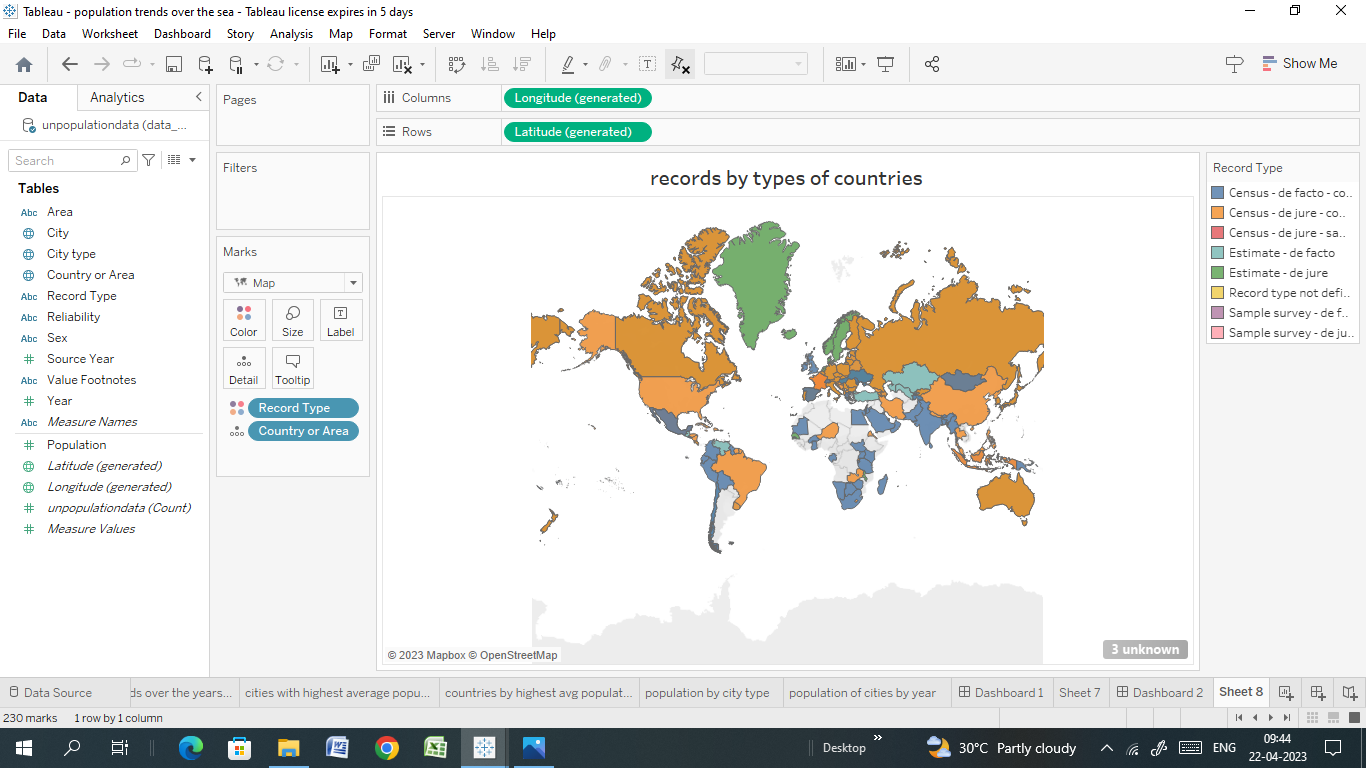 Tableau - population trends over the sea - Tableau license expires in 5 days
File Data Worksheet Dashboard Story Analysis Map Format Server Window Help
Show Me
Data Analytics
unpopulationdata (data_...
Search
Tables
Abc Area
City
City type
Country or Area
Abc Record Type
Abc Reliability
Abc Sex
# Source Year
# Value Footnotes
# Year
Abc Measure Names
# Population
Latitude (generated)
Longitude (generated)
# unpopulationdata (Count)
# Measure Values
Pages
Filters
Marks
Map
Color Size Label
Detail Tooltip
Record Type
Country or Area
Columns Longitude (generated)
Rows Latitude (generated)
records by types of countries
© 2023 Mapbox © OpenStreetMap
3 unknown
Record Type
Census - de facto - co..
Census - de jure - co..
Census - de jure - sa..
Estimate - de facto
Estimate - de jure
Record type not defi..
Sample survey - de f..
Sample survey - de ju..
Data Source ds over the years... cities with highest average popu... countries by highest avg populat... population by city type population of cities by year Dashboard 1 Sheet 7 Dashboard 2 Sheet 8
230 marks 1 row by 1 column
Desktop » 30°C Partly cloudy ENG 09:44
22-04-2023